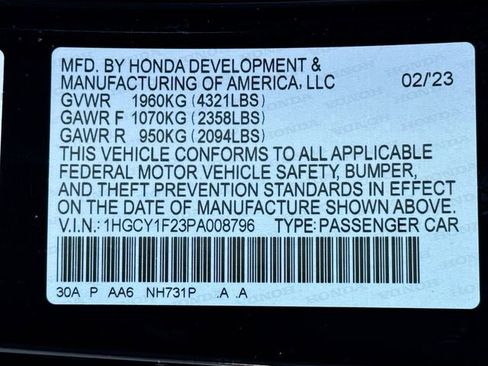 MFD. BY HONDA DEVELOPMENT &
MANUFACTURING OF AMERICA, LLC 02/'23
GVWR 1960KG (4321LBS)
GAWR F 1070KG (2358LBS)
GAWR R 950KG (2094LBS)
THIS VEHICLE CONFORMS TO ALL APPLICABLE
FEDERAL MOTOR VEHICLE SAFETY, BUMPER,
AND THEFT PREVENTION STANDARDS IN EFFECT
ON THE DATE OF MANUFACTURE SHOWN ABOVE.
V.I.N.: 1HGCY1F23PA008796 TYPE: PASSENGER CAR
30A P AA6 NH731P .A .A